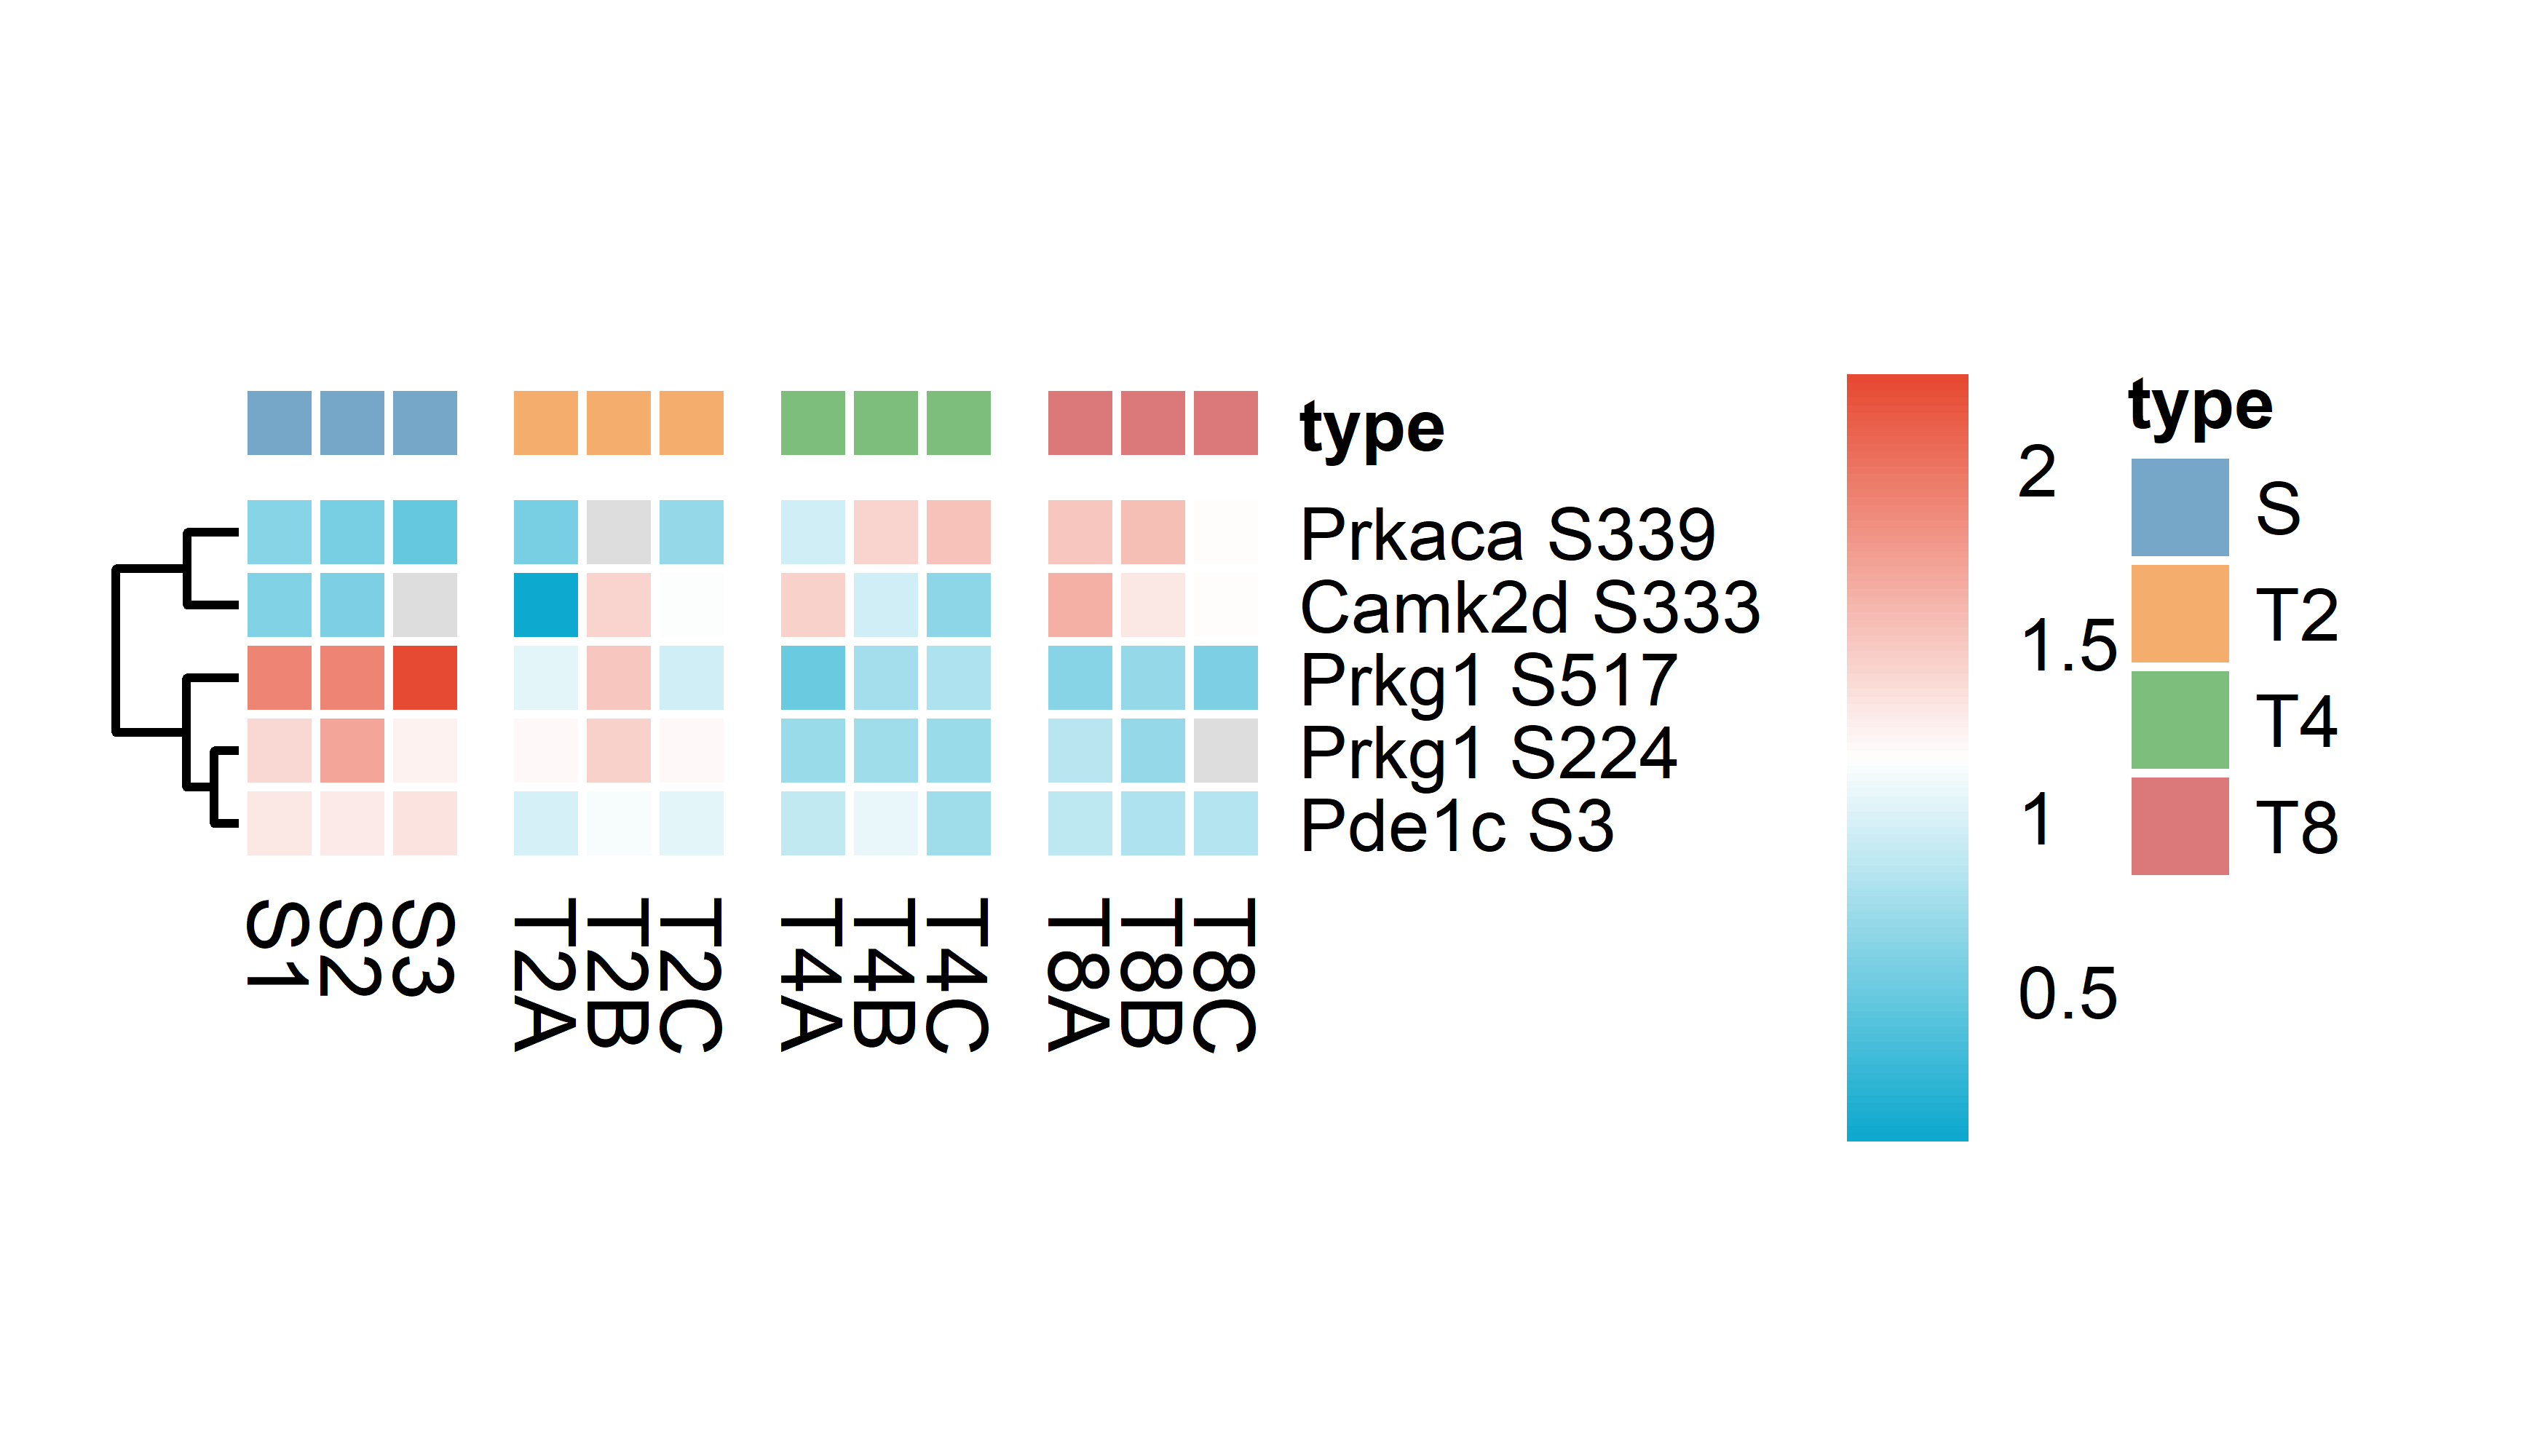 type
Prkaca S339
Camk2d S333
Prkg1 S517
Prkg1 S224
Pde1c S3
S1
S2
S3
T2A
T2B
T2C
T4A
T4B
T4C
T8A
T8B
T8C
2
1.5
1
0.5
type
S
T2
T4
T8